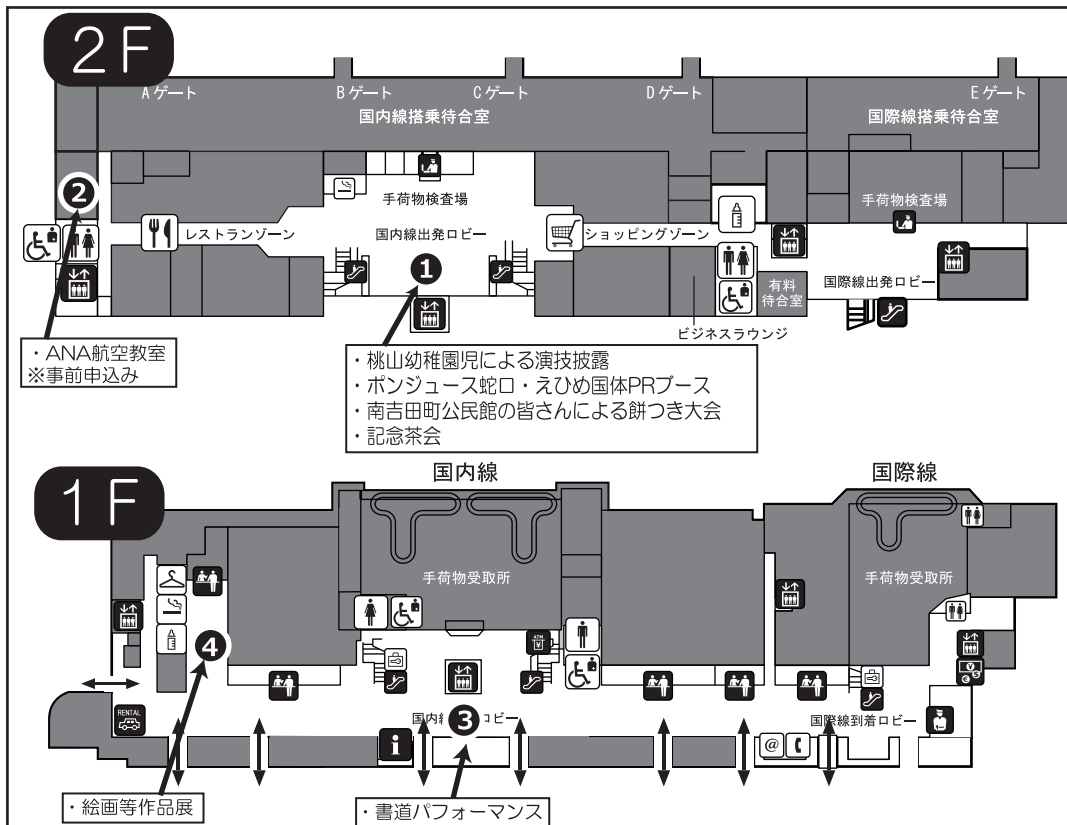 2F
Aゲート
Bゲート
Cゲート
Dゲート
Eゲート
国内線搭乗待合室
国際線搭乗待合室
❷
手荷物検査場
手荷物検査場
レストランゾーン
国内線出発ロビー
ショッピングゾーン
❶
国際線出発ロビー
有料
待合室
ビジネスラウンジ
・ANA航空教室
※事前申込み
・桃山幼稚園児による演技披露
・ポンジュース蛇口・えひめ国体PRブース
・南吉田町公民館の皆さんによる餅つき大会
・記念茶会
1F
国内線
国際線
手荷物受取所
手荷物受取所
❹
ATM
¥
RENTAL
国内線
❸
ロビー
国際線到着ロビー
¥
$
€
i
@
・絵画等作品展
・書道パフォーマンス